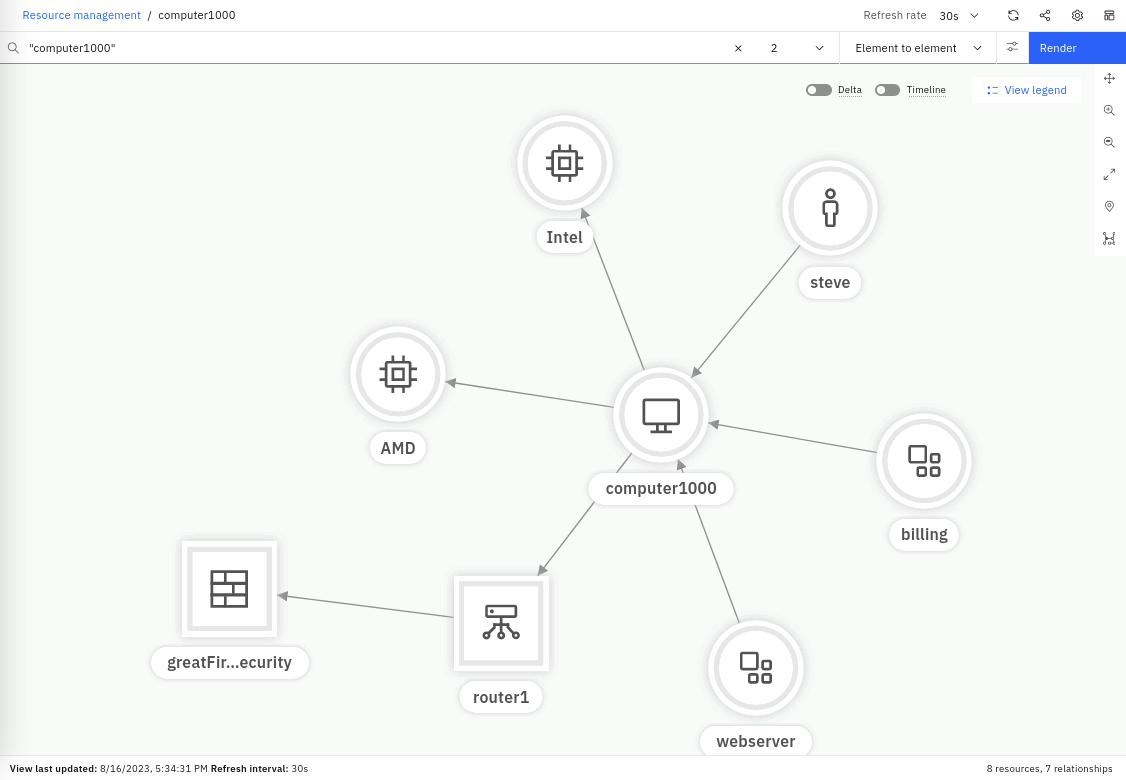 Resource management / computer1000
Refresh rate 30s
"computer1000" 2 Element to element Render
Delta Timeline View legend
Intel
steve
AMD
computer1000
billing
greatFir...ecurity
router1
webserver
View last updated: 8/16/2023, 5:34:31 PM Refresh interval: 30s
8 resources, 7 relationships